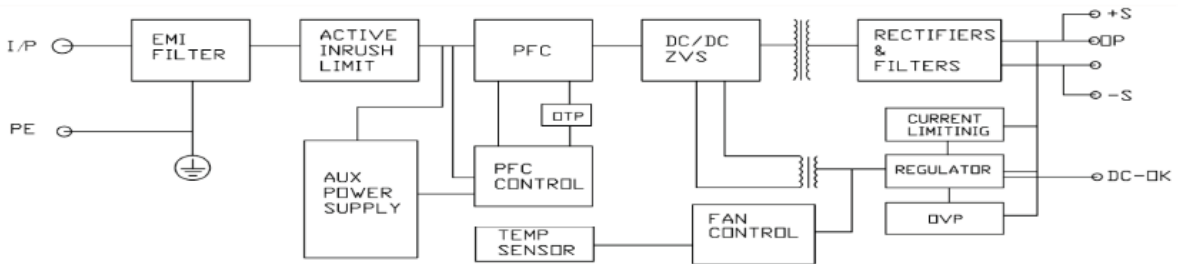 I/P
EMI
FILTER
ACTIVE
INRUSH
LIMIT
PFC
DC/DC
ZVS
RECTIFIERS
&
FILTERS
+S
OP
-S
PE
OTP
CURRENT
LIMITINIG
AUX
POWER
SUPPLY
PFC
CONTROL
REGULATOR
DC-OK
FAN
CONTROL
OVP
TEMP
SENSOR